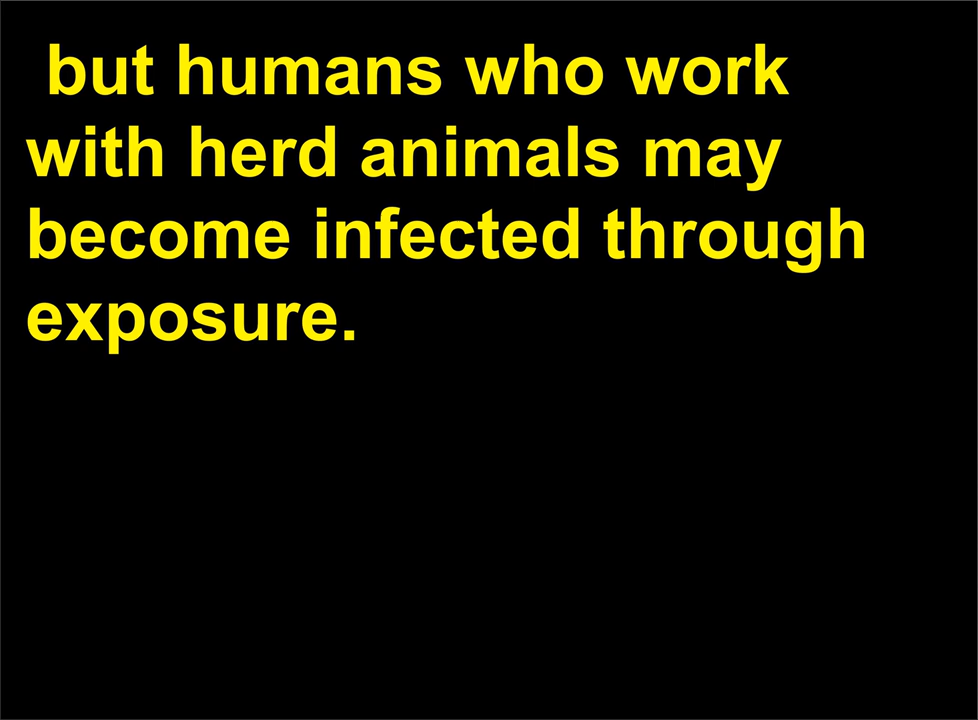 but humans who work
with herd animals may
become infected through
exposure.